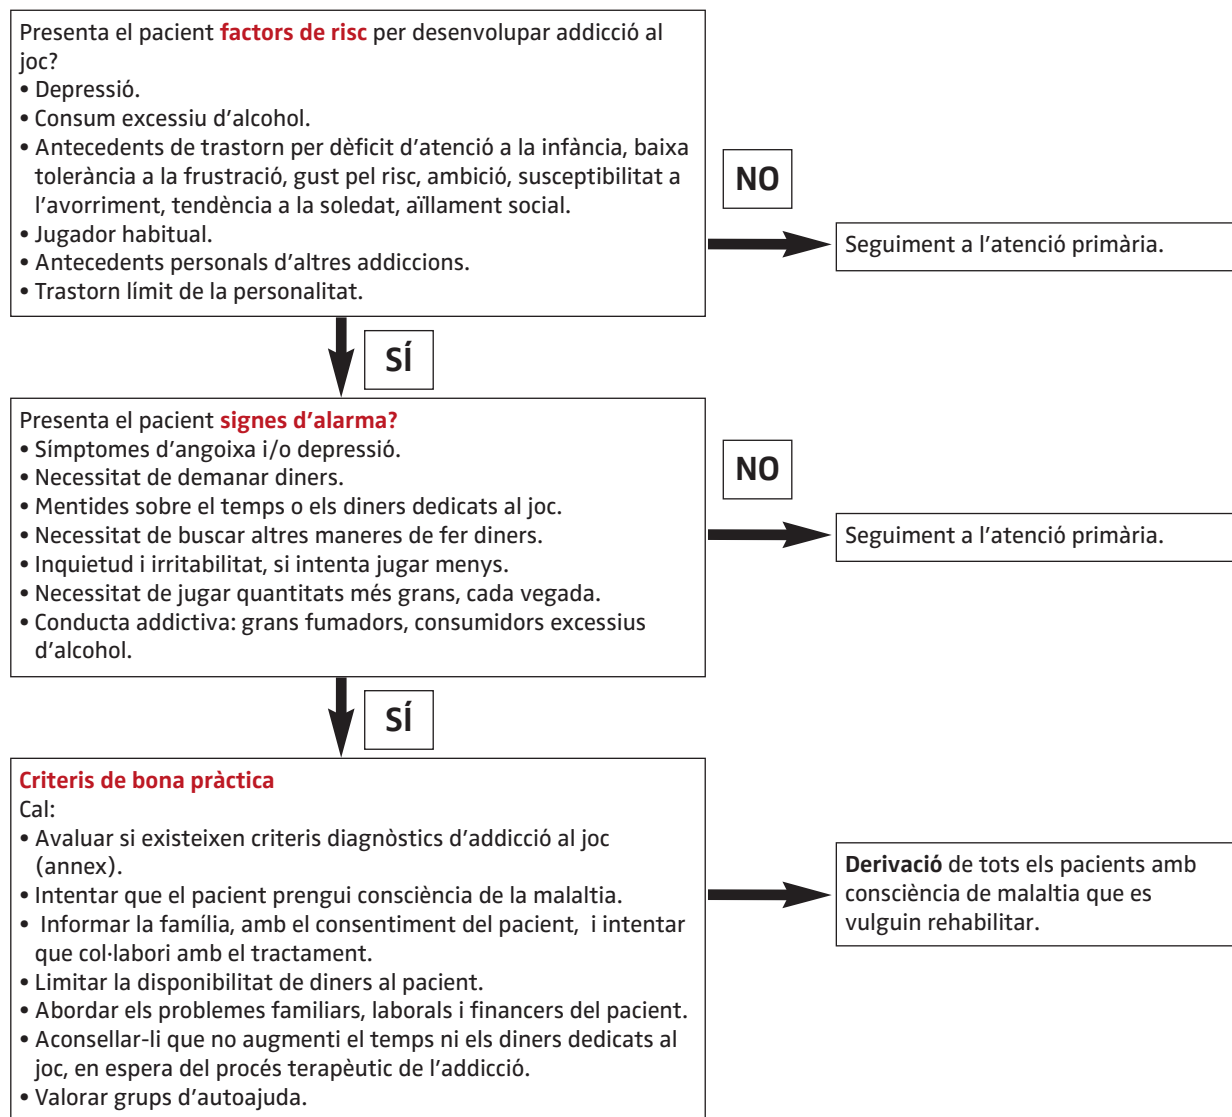 Presenta el pacient factors de risc per desenvolupar addicció al
joc?
• Depressió.
• Consum excessiu d’alcohol.
• Antecedents de trastorn per dèficit d’atenció a la infància, baixa
tolerància a la frustració, gust pel risc, ambició, susceptibilitat a
l’avorriment, tendència a la soledat, aïllament social.
• Jugador habitual.
• Antecedents personals d’altres addiccions.
• Trastorn límit de la personalitat.
NO
Seguiment a l’atenció primària.
SÍ
Presenta el pacient signes d’alarma?
• Símptomes d’angoixa i/o depressió.
• Necessitat de demanar diners.
• Mentides sobre el temps o els diners dedicats al joc.
• Necessitat de buscar altres maneres de fer diners.
• Inquietud i irritabilitat, si intenta jugar menys.
• Necessitat de jugar quantitats més grans, cada vegada.
• Conducta addictiva: grans fumadors, consumidors excessius
d’alcohol.
NO
Seguiment a l’atenció primària.
SÍ
Criteris de bona pràctica
Cal:
• Avaluar si existeixen criteris diagnòstics d’addicció al joc
(annex).
• Intentar que el pacient prengui consciència de la malaltia.
• Informar la família, amb el consentiment del pacient, i intentar
que col·labori amb el tractament.
• Limitar la disponibilitat de diners al pacient.
• Abordar els problemes familiars, laborals i financers del pacient.
• Aconsellar-li que no augmenti el temps ni els diners dedicats al
joc, en espera del procés terapèutic de l’addicció.
• Valorar grups d’autoajuda.
Derivació de tots els pacients amb
consciència de malaltia que es
vulguin rehabilitar.